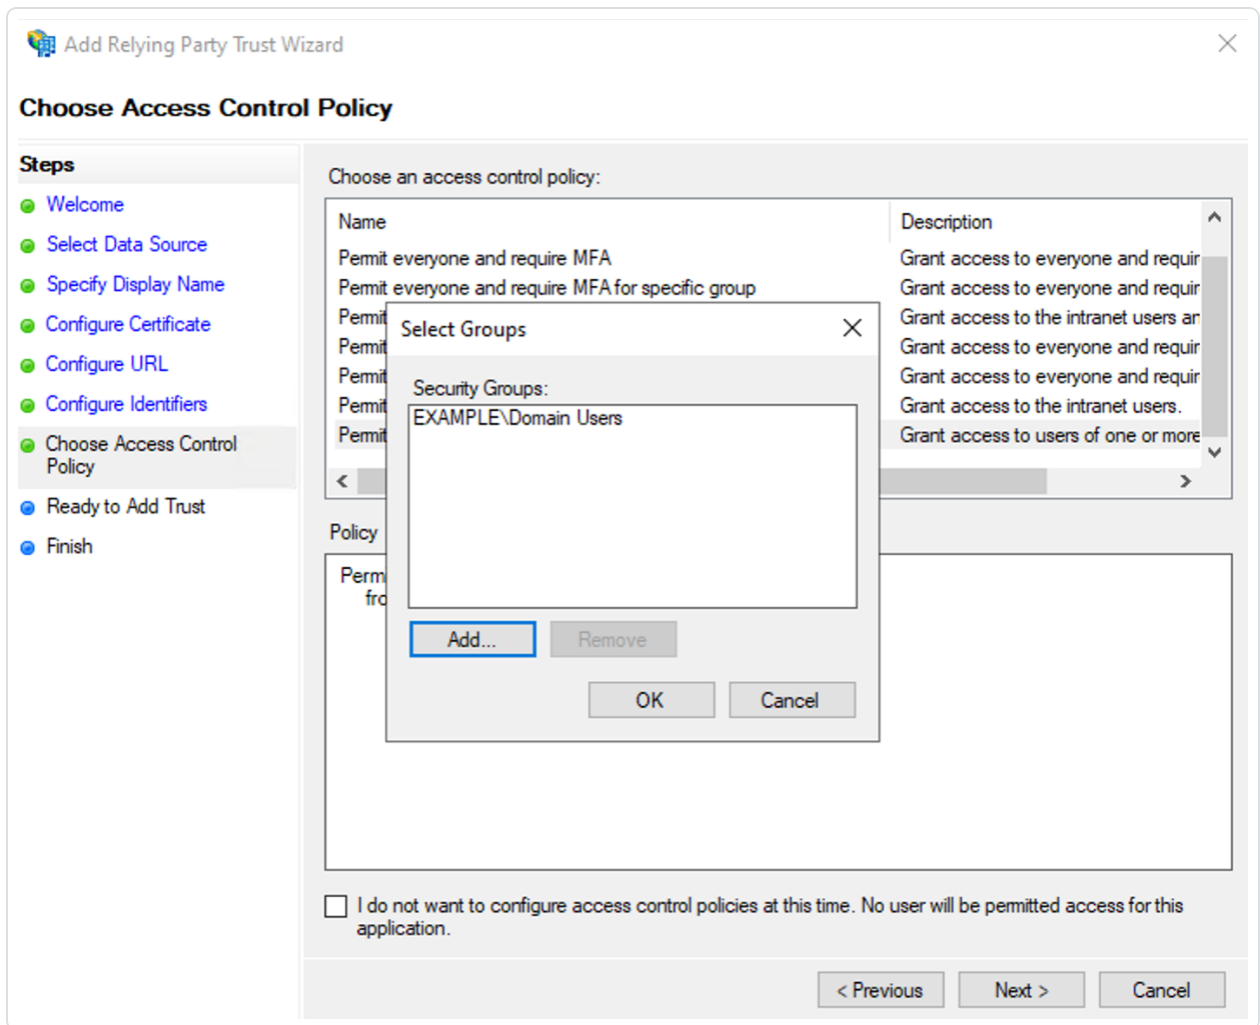 Add Relying Party Trust Wizard
Choose Access Control Policy
Steps
Welcome
Select Data Source
Specify Display Name
Configure Certificate
Configure URL
Configure Identifiers
Choose Access Control
Policy
Ready to Add Trust
Finish
Choose an access control policy:
Name Description
Permit everyone and require MFA Grant access to everyone and requir
Permit everyone and require MFA for specific group Grant access to everyone and requir
Permit Grant access to the intranet users an
Permit Grant access to everyone and requir
Permit Grant access to everyone and requir
Permit Grant access to the intranet users.
Permit Grant access to users of one or more
Policy
Perm
fro
Select Groups
Security Groups:
EXAMPLE\Domain Users
Add... Remove
OK Cancel
I do not want to configure access control policies at this time. No user will be permitted access for this
application.
< Previous Next > Cancel